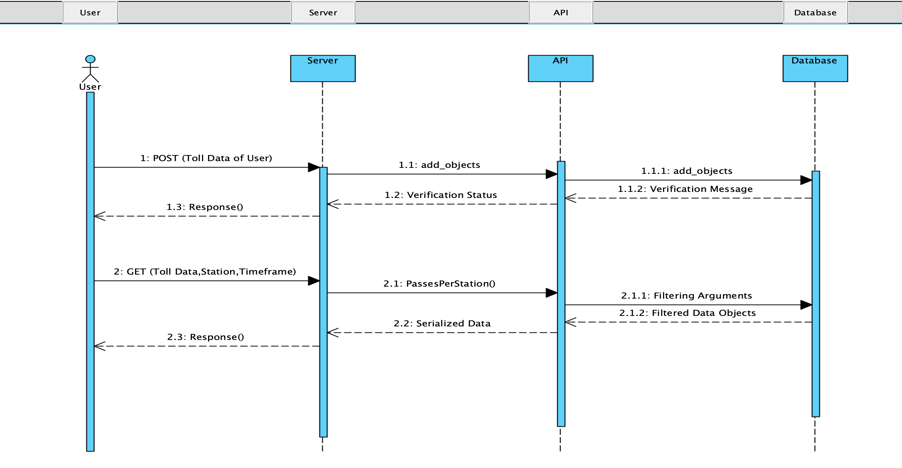 User Server API Database
Server API Database
User
1: POST (Toll Data of User)
1.1: add_objects
1.1.1: add_objects
1.1.2: Verification Message
1.2: Verification Status
1.3: Response()
2: GET (Toll Data,Station,Timeframe)
2.1: PassesPerStation()
2.1.1: Filtering Arguments
2.1.2: Filtered Data Objects
2.2: Serialized Data
2.3: Response()